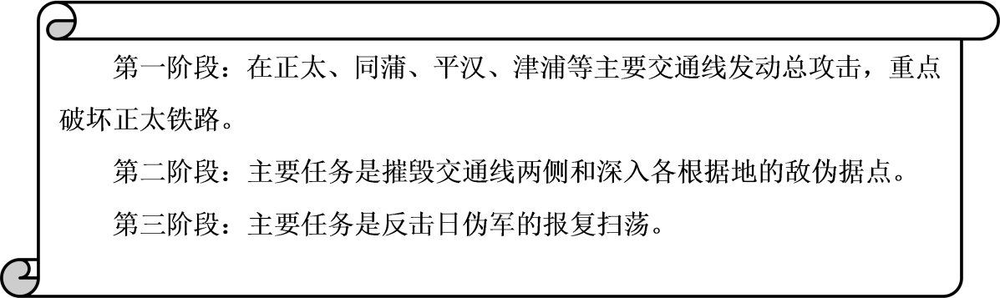 第一阶段：在正太、同蒲、平汉、津浦等主要交通线发动总攻击，重点
破坏正太铁路。
第二阶段：主要任务是摧毁交通线两侧和深入各根据地的敌伪据点。
第三阶段：主要任务是反击日伪军的报复扫荡。